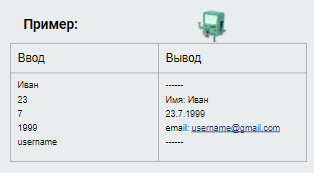 Пример:
Ввод Вывод
Иван ------
23 Имя: Иван
7 23.7.1999
1999 email: username@gmail.com
username ------